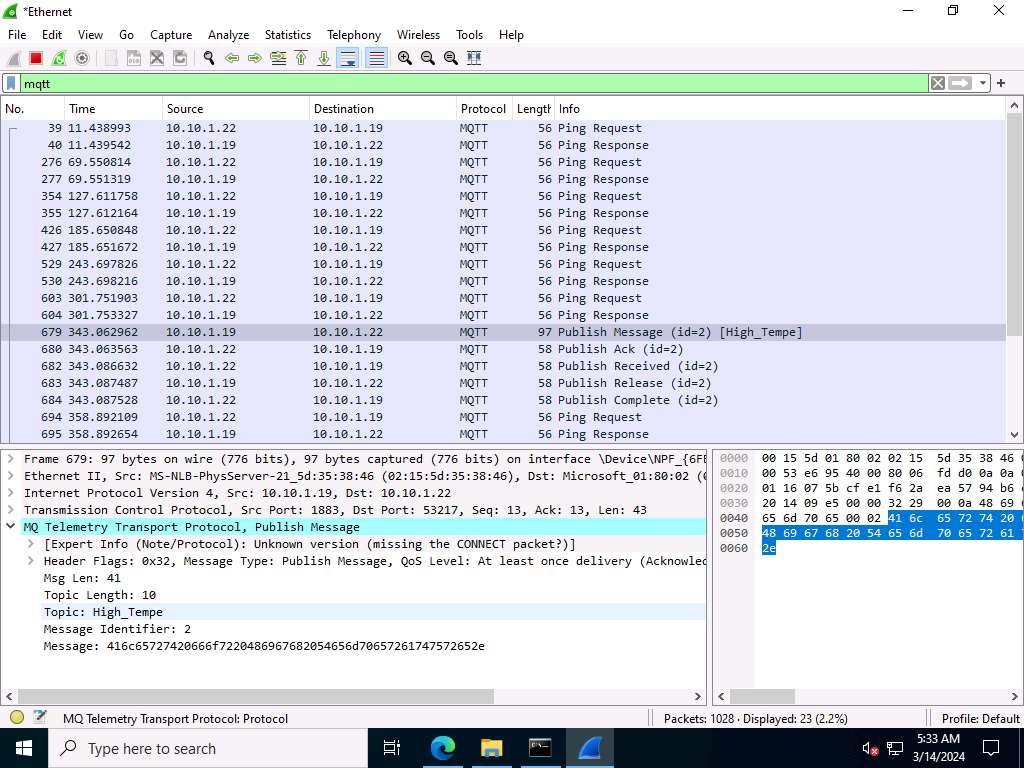 *Ethernet
File Edit View Go Capture Analyze Statistics Telephony Wireless Tools Help
mqtt
No. Time Source Destination Protocol Length Info
39 11.438993 10.10.1.22 10.10.1.19 MQTT 56 Ping Request
40 11.439542 10.10.1.19 10.10.1.22 MQTT 56 Ping Response
276 69.550814 10.10.1.22 10.10.1.19 MQTT 56 Ping Request
277 69.551319 10.10.1.19 10.10.1.22 MQTT 56 Ping Response
354 127.611758 10.10.1.22 10.10.1.19 MQTT 56 Ping Request
355 127.612164 10.10.1.19 10.10.1.22 MQTT 56 Ping Response
426 185.650848 10.10.1.22 10.10.1.19 MQTT 56 Ping Request
427 185.651672 10.10.1.19 10.10.1.22 MQTT 56 Ping Response
529 243.697826 10.10.1.22 10.10.1.19 MQTT 56 Ping Request
530 243.698216 10.10.1.19 10.10.1.22 MQTT 56 Ping Response
603 301.751903 10.10.1.22 10.10.1.19 MQTT 56 Ping Request
604 301.753327 10.10.1.19 10.10.1.22 MQTT 56 Ping Response
679 343.062962 10.10.1.19 10.10.1.22 MQTT 97 Publish Message (id=2) [High_Tempe]
680 343.063563 10.10.1.22 10.10.1.19 MQTT 58 Publish Ack (id=2)
682 343.086632 10.10.1.22 10.10.1.19 MQTT 58 Publish Received (id=2)
683 343.087487 10.10.1.19 10.10.1.22 MQTT 58 Publish Release (id=2)
684 343.087528 10.10.1.22 10.10.1.19 MQTT 58 Publish Complete (id=2)
694 358.892109 10.10.1.22 10.10.1.19 MQTT 56 Ping Request
695 358.892654 10.10.1.19 10.10.1.22 MQTT 56 Ping Response
Frame 679: 97 bytes on wire (776 bits), 97 bytes captured (776 bits) on interface \Device\NPF_{6FE
Ethernet II, Src: MS-NLB-PhysServer-21_5d:35:38:46 (02:15:5d:35:38:46), Dst: Microsoft_01:80:02 (
Internet Protocol Version 4, Src: 10.10.1.19, Dst: 10.10.1.22
Transmission Control Protocol, Src Port: 1883, Dst Port: 53217, Seq: 13, Ack: 13, Len: 43
MQ Telemetry Transport Protocol, Publish Message
[Expert Info (Note/Protocol): Unknown version (missing the CONNECT packet?)]
Header Flags: 0x32, Message Type: Publish Message, QoS Level: At least once delivery (Acknowled
Msg Len: 41
Topic Length: 10
Topic: High_Tempe
Message Identifier: 2
Message: 416c65727420666f7220486967682054656d70657261747572652e
0000 00 15 5d 01 80 02 02 15 5d 35 38 46
0010 00 53 e6 95 40 00 80 06 fd d0 0a 0a
0020 01 16 07 5b cf e1 f6 2a ea 57 94 b6
0030 20 14 09 e5 00 00 32 29 00 0a 48 69
0040 65 6d 70 65 00 02 41 6c 65 72 74 20
0050 48 69 67 68 20 54 65 6d 70 65 72 61
0060 2e
MQ Telemetry Transport Protocol: Protocol
Packets: 1028 · Displayed: 23 (2.2%)
Profile: Default
Type here to search
5:33 AM
3/14/2024